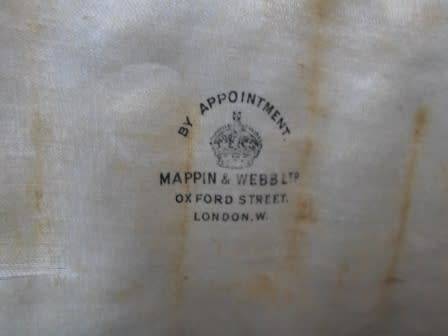 BY APPOINTMENT.
MAPPIN & WEBB LTD
OXFORD STREET.
LONDON. W.